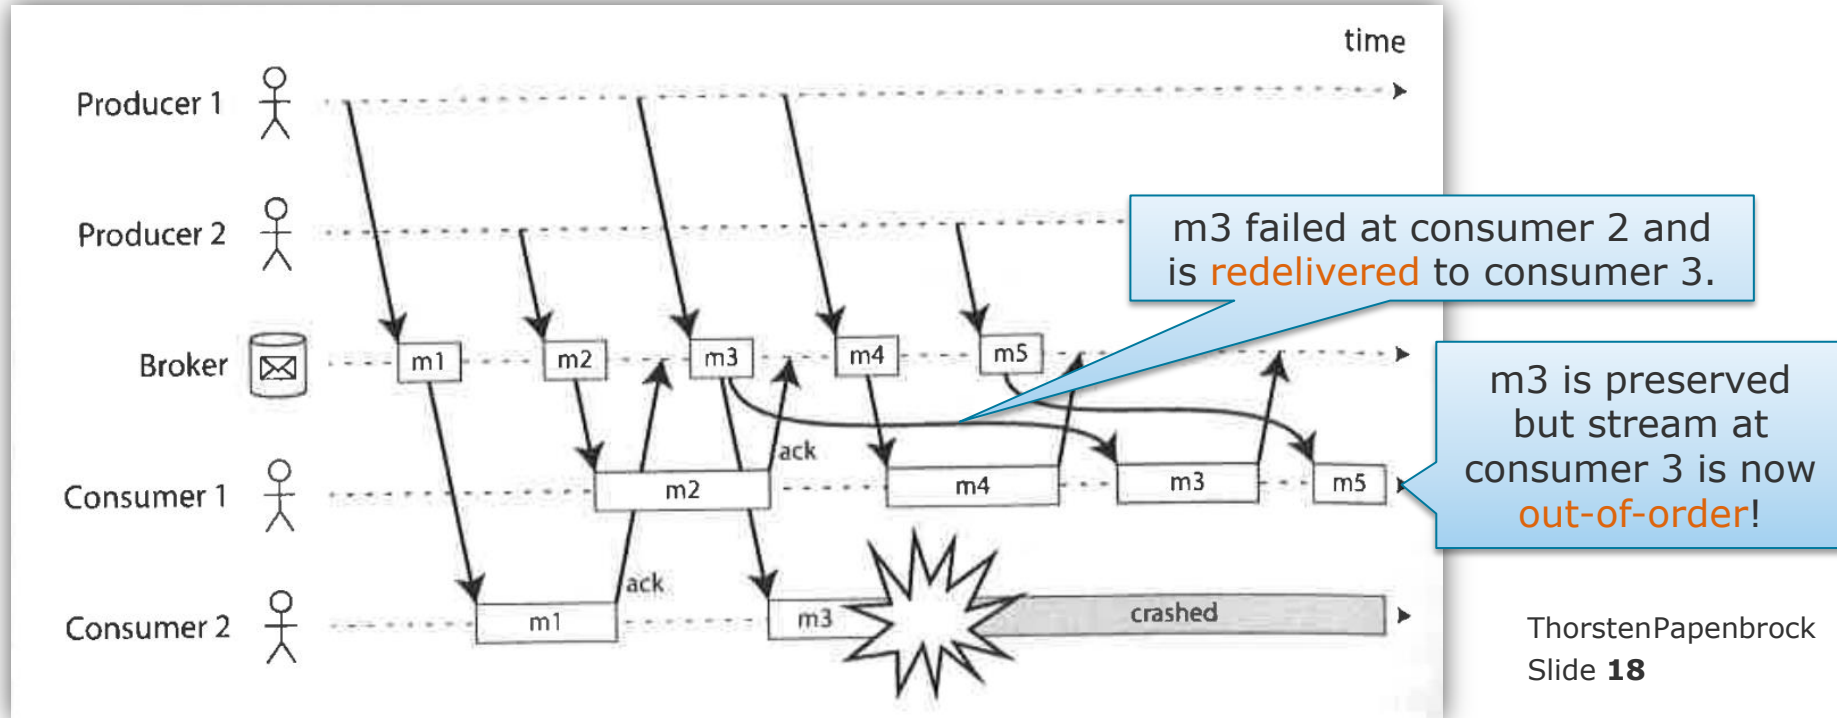 time
Producer 1
Producer 2
m3 failed at consumer 2 and
is redelivered to consumer 3.
Broker
m1
m2
m3
m4
m5
m3 is preserved
but stream at
consumer 3 is now
out-of-order!
ack
Consumer 1
m2
m4
m3
m5
ack
Consumer 2
m1
m3
crashed
ThorstenPapenbrock
Slide 18